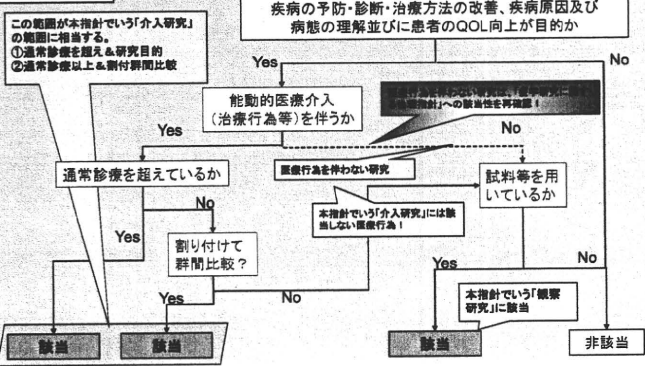 この範囲が本指針でいう「介入研究」
の範囲に相当する。
①通常診療を超え&研究目的
②通常診療以上&割付群間比較
疾病の予防・診断・治療方法の改善、疾病原因及び
病態の理解並びに患者のQOL向上が目的か
Yes
No
能動的医療介入
(治療行為等)を伴うか
への該当性を再確認!
Yes
No
通常診療を超えているか
医療行為を伴わない研究
試料等を用
いているか
No
本指針でいう「介入研究」には該
当しない医療行為!
Yes
割り付けて
群間比較?
Yes
No
Yes
No
本指針でいう「観察
研究」に該当
該当
該当
該当
非該当